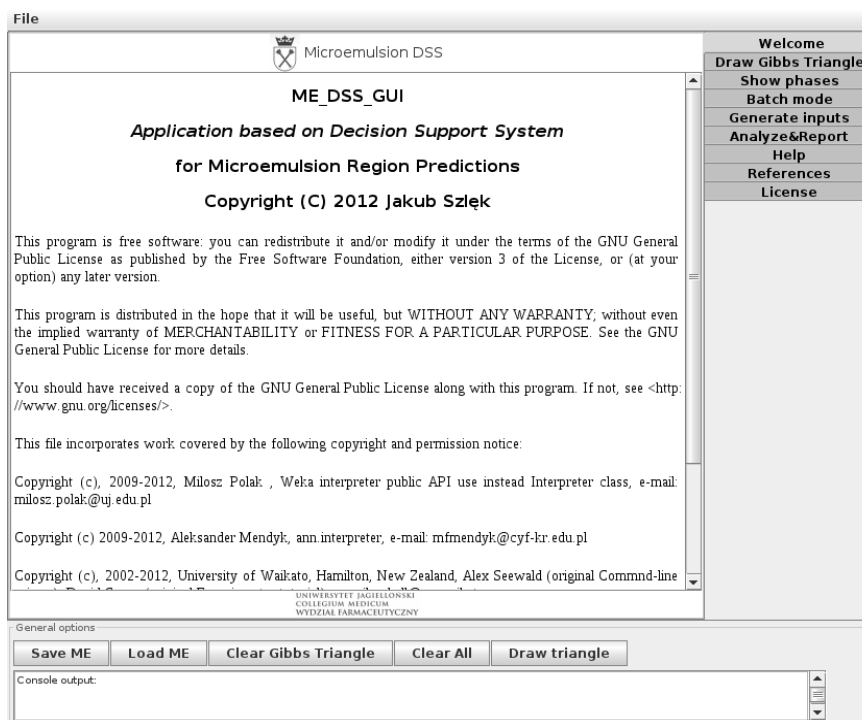 File
Microemulsion DSS
ME_DSS_GUI
Application based on Decision Support System
for Microemulsion Region Predictions
Copyright (C) 2012 Jakub Szlęk
This program is free software: you can redistribute it and/or modify it under the terms of the GNU General
Public License as published by the Free Software Foundation, either version 3 of the License, or (at your
option) any later version.
This program is distributed in the hope that it will be useful, but WITHOUT ANY WARRANTY; without even
the implied warranty of MERCHANTABILITY or FITNESS FOR A PARTICULAR PURPOSE. See the GNU
General Public License for more details.
You should have received a copy of the GNU General Public License along with this program. If not, see <http:
//www.gnu.org/licenses/>.
This file incorporates work covered by the following copyright and permission notice:
Copyright (c), 2009-2012, Milosz Polak , Weka interpreter public API use instead Interpreter class, e-mail:
milosz.polak@uj.edu.pl
Copyright (c) 2009-2012, Aleksander Mendyk, ann.interpreter, e-mail: mfmendyk@cyf-kr.edu.pl
Copyright (c), 2002-2012, University of Waikato, Hamilton, New Zealand, Alex Seewald (original Commnd-line
UNIWERSYTET JAGIELLOŃSKI
COLLEGIUM MEDICUM
WYDZIAŁ FARMACEUTYCZNY
Welcome
Draw Gibbs Triangle
Show phases
Batch mode
Generate inputs
Analyze&Report
Help
References
License
General options
Save ME
Load ME
Clear Gibbs Triangle
Clear All
Draw triangle
Console output: